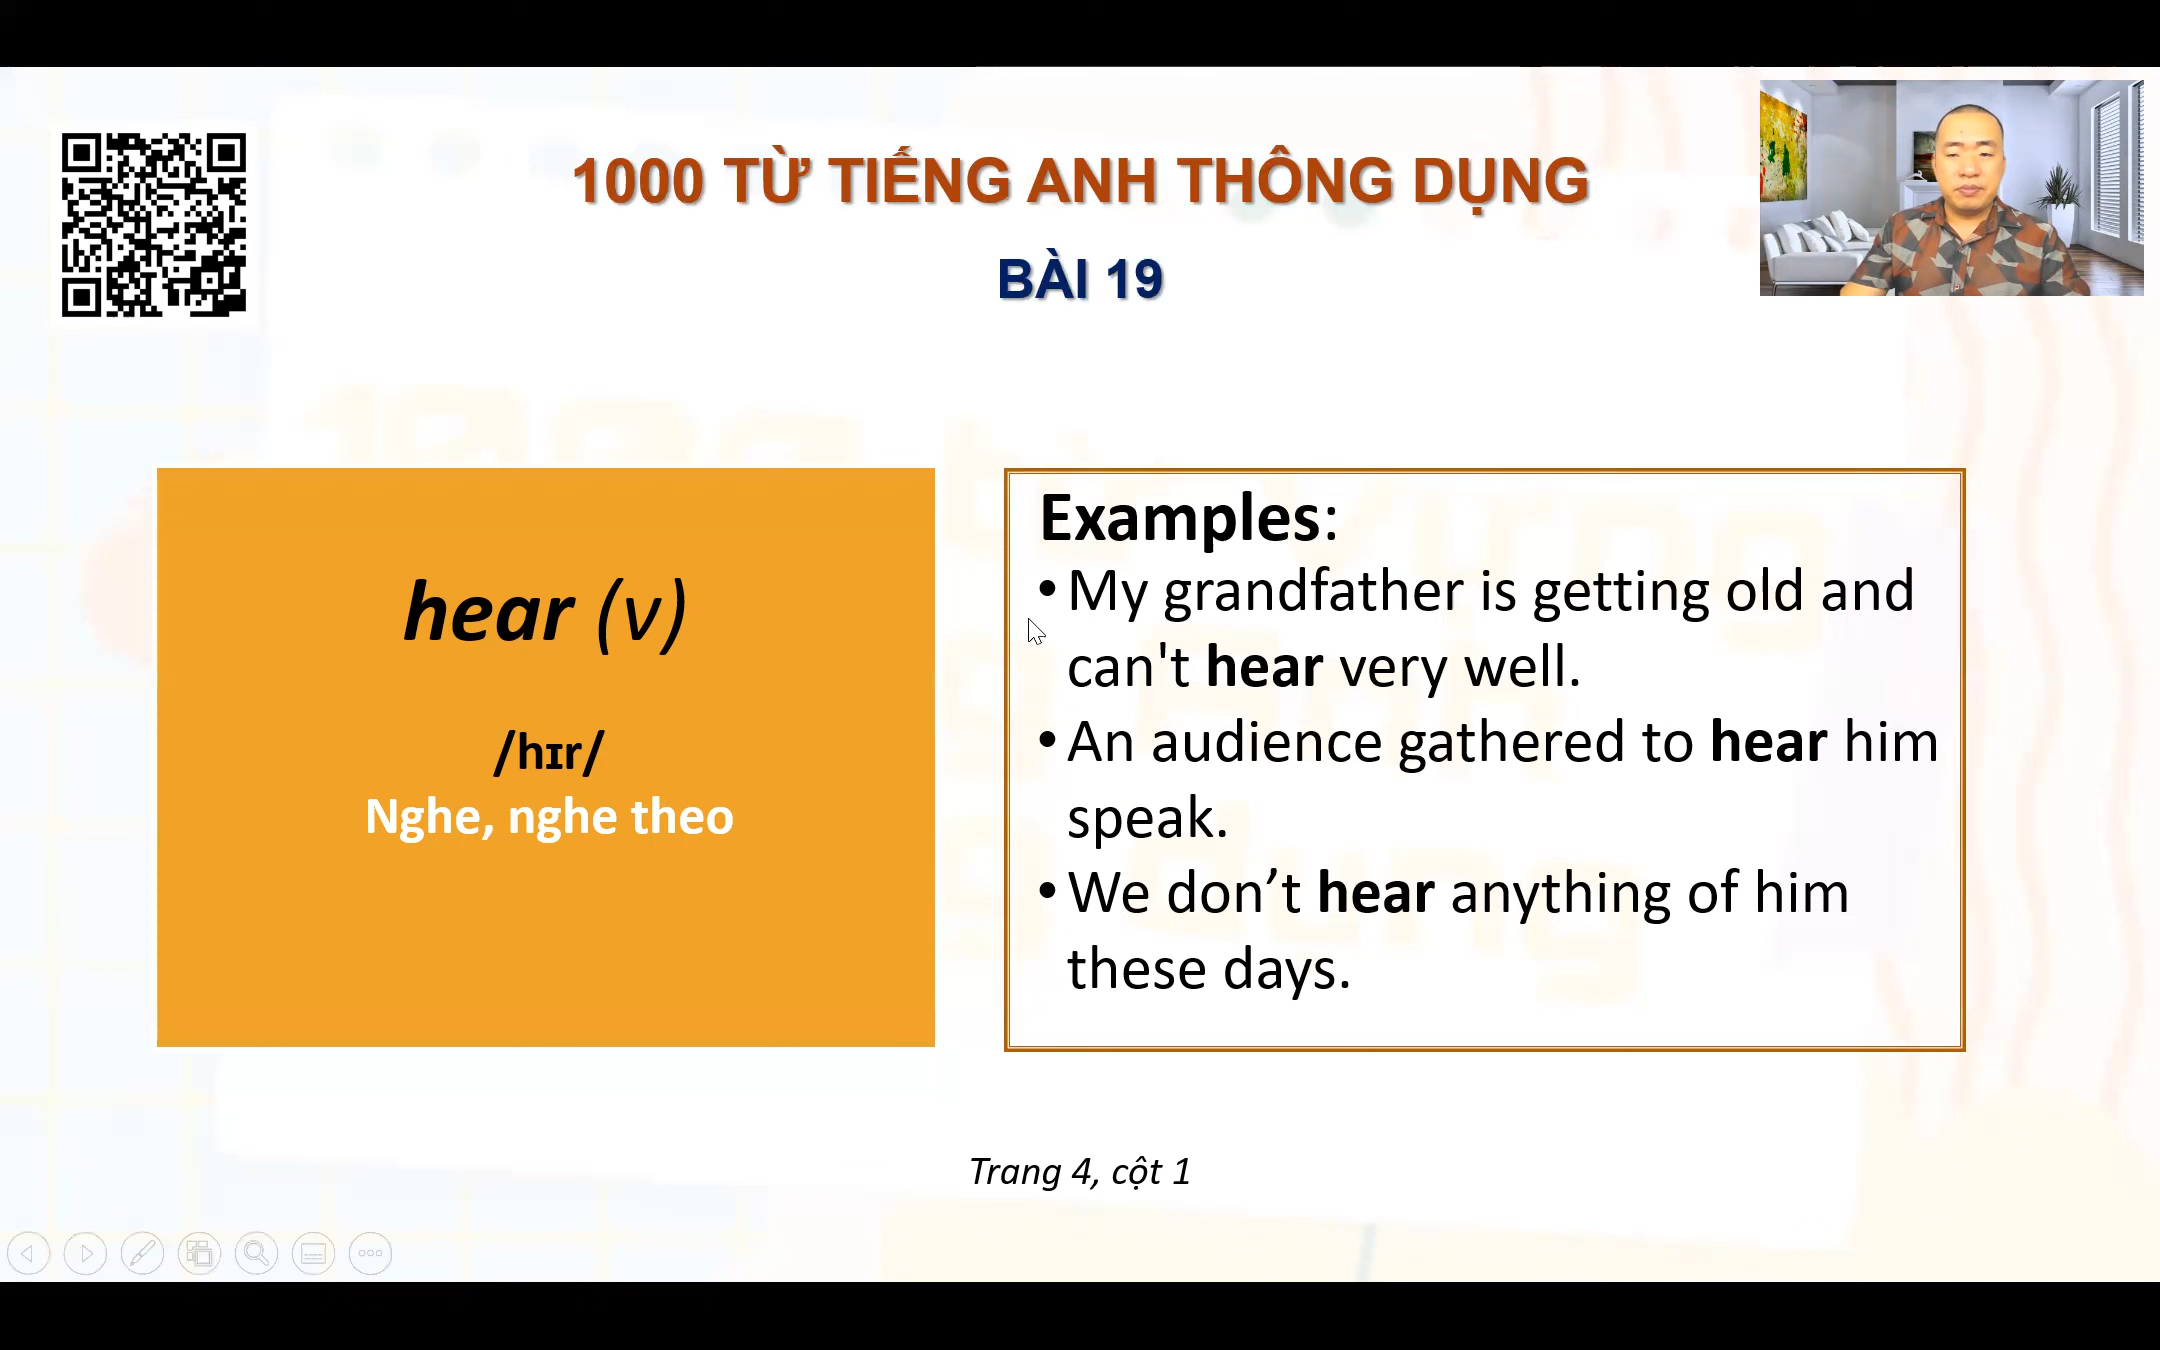 1000 TỪ TIẾNG ANH THÔNG DỤNG
BÀI 19
hear (v)
/hɪr/
Nghe, nghe theo
Examples:
•My grandfather is getting old and
can't hear very well.
•An audience gathered to hear him
speak.
•We don’t hear anything of him
these days.
Trang 4, cột 1